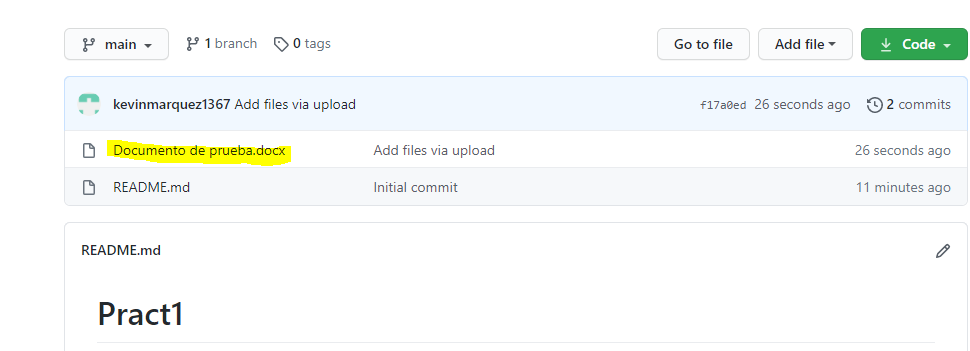 main 1 branch 0 tags Go to file Add file Code
kevinmarquez1367 Add files via upload f17a0ed 26 seconds ago 2 commits
Documento de prueba.docx Add files via upload 26 seconds ago
README.md Initial commit 11 minutes ago
README.md
Pract1